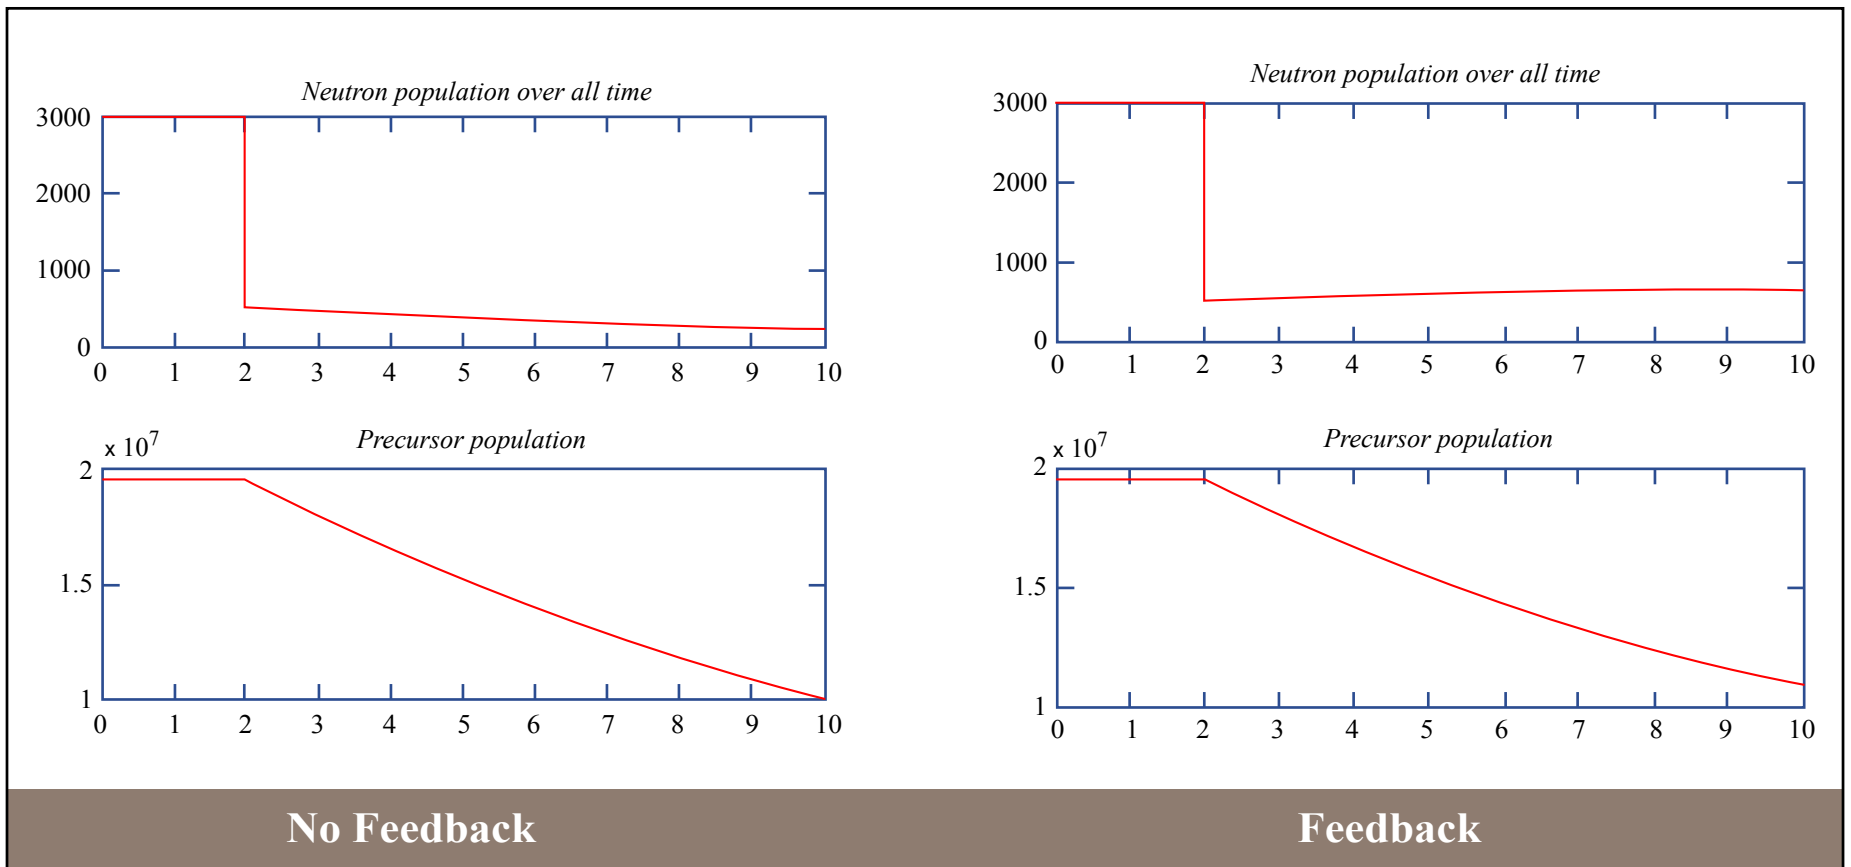 Neutron population over all time
3000
2000
1000
0
0 1 2 3 4 5 6 7 8 9 10
x 10^7
Precursor population
2
1.5
1
0 1 2 3 4 5 6 7 8 9 10
No Feedback
Neutron population over all time
3000
2000
1000
0
0 1 2 3 4 5 6 7 8 9 10
x 10^7
Precursor population
2
1.5
1
0 1 2 3 4 5 6 7 8 9 10
Feedback